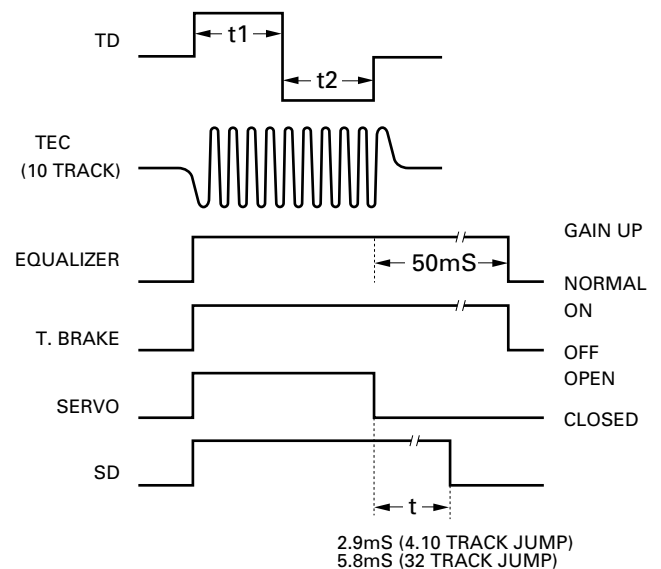 TD
t1
t2
TEC
(10 TRACK)
EQUALIZER
50mS
GAIN UP
NORMAL
T. BRAKE
ON
OFF
SERVO
OPEN
CLOSED
SD
t
2.9mS (4.10 TRACK JUMP)
5.8mS (32 TRACK JUMP)